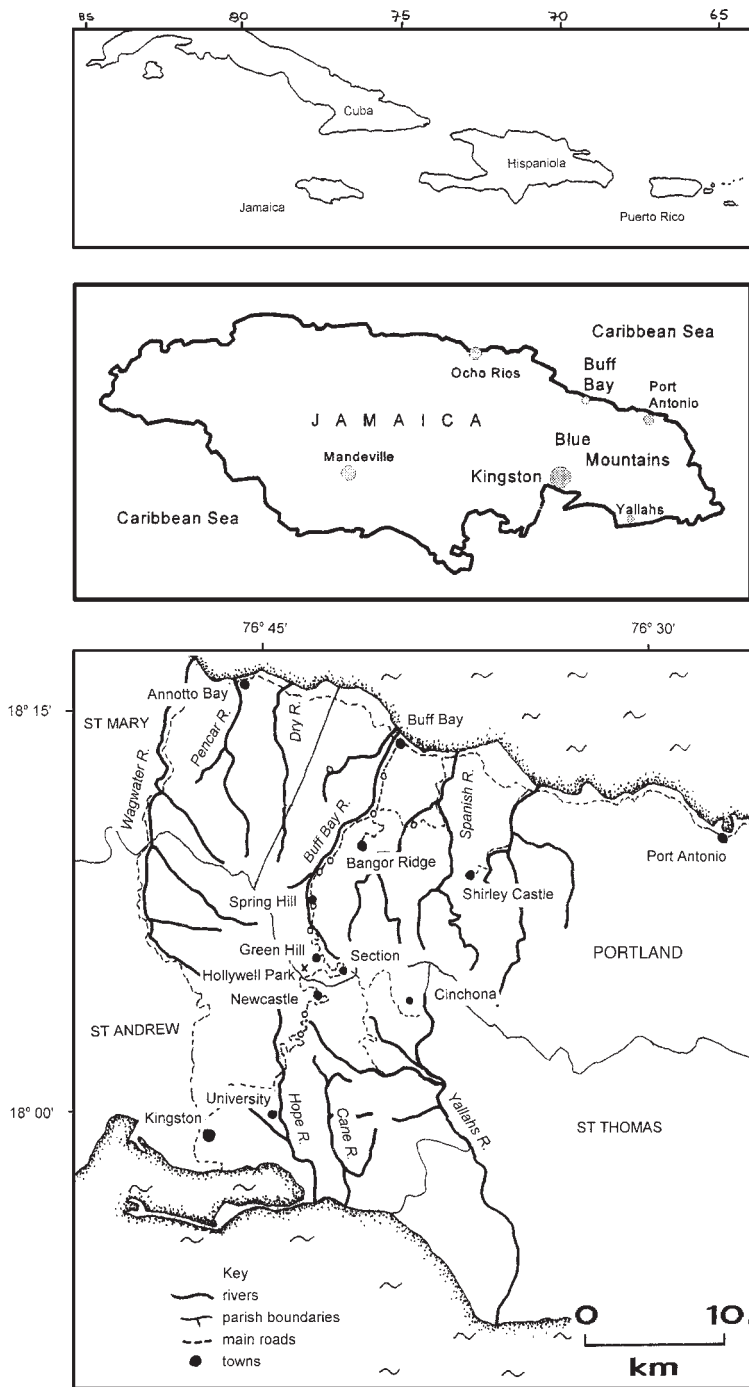 85 80 75 70 65
Cuba
Hispaniola
Jamaica
Puerto Rico
Caribbean Sea
Ocho Rios
Buff
Bay
Port
Antonio
JAMAICA
Blue
Mountains
Mandeville
Kingston
Yallahs
Caribbean Sea
76° 45' 76° 30'
Annotto Bay
18° 15'
ST MARY
Pencar R.
Dry R.
Buff Bay
Wagwater R.
Buff Bay R.
Spanish R.
Bangor Ridge
Port Antonio
Shirley Castle
Spring Hill
PORTLAND
Green Hill
Section
Hollywell Park
Newcastle
Cinchona
ST ANDREW
University
18° 00'
Kingston
Hope R.
Cane R.
Yallahs R.
ST THOMAS
Key
rivers
parish boundaries
main roads
towns
0 10
km